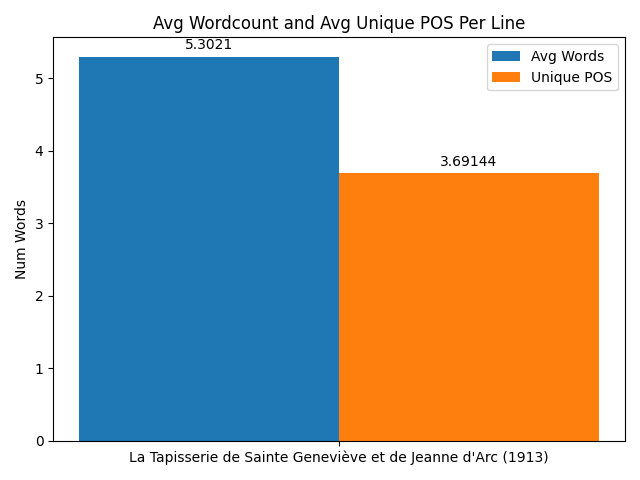 Avg Wordcount and Avg Unique POS Per Line
5.3021
Avg Words
Unique POS
3.69144
Num Words
5
4
3
2
1
0
La Tapisserie de Sainte Geneviève et de Jeanne d'Arc (1913)